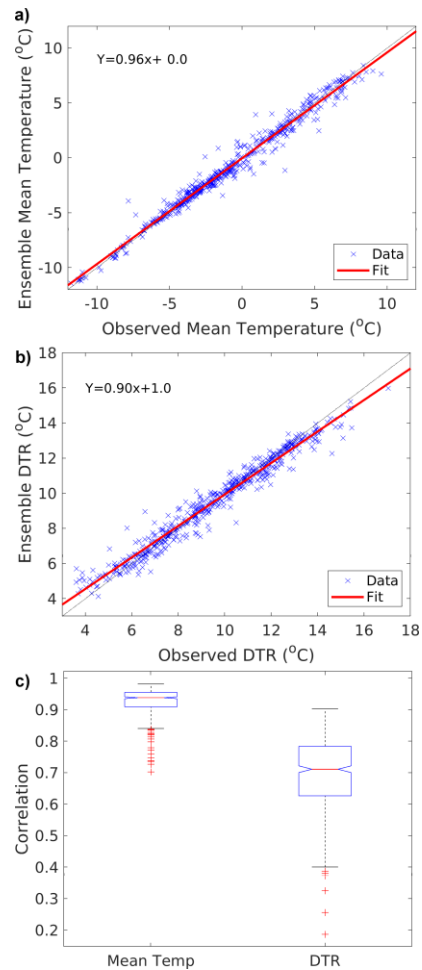 a)
10
5
0
-5
-10
Y=0.96x+ 0.0
Data
Fit
-10
-5
0
5
10
Ensemble Mean Temperature (°C)
Observed Mean Temperature (°C)
b)
18
16
14
12
10
8
6
4
Y=0.90x+1.0
Data
Fit
4
6
8
10
12
14
16
18
Ensemble DTR (°C)
Observed DTR (°C)
c)
1
0.9
0.8
0.7
0.6
0.5
0.4
0.3
0.2
Correlation
Mean Temp
DTR